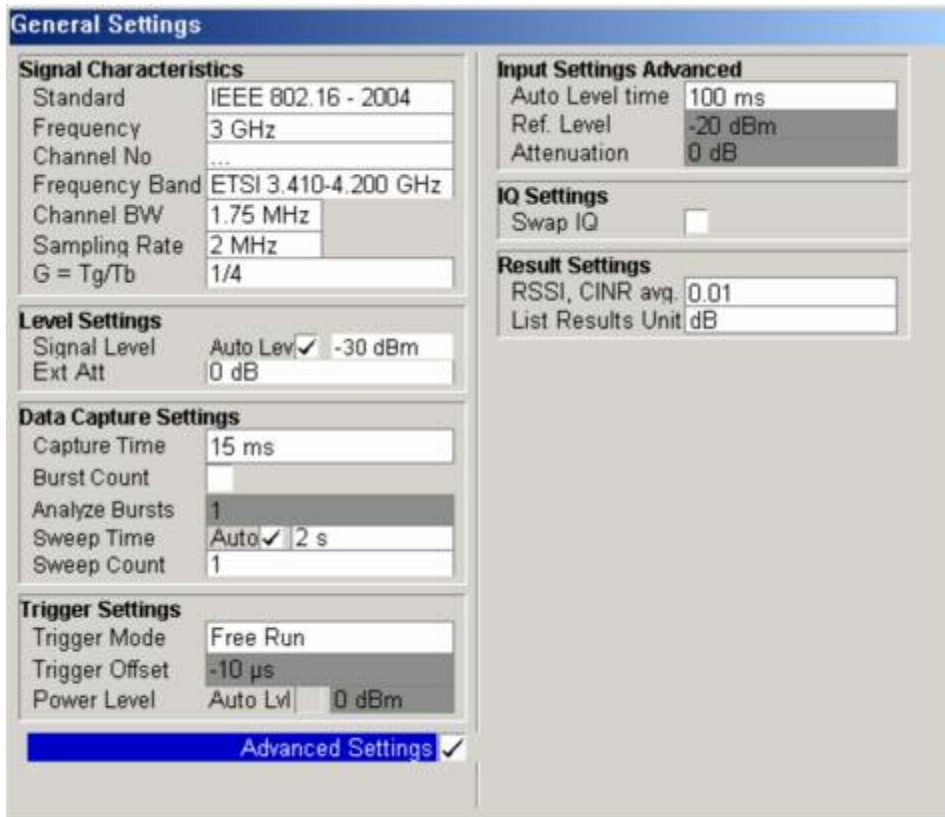 General Settings
Signal Characteristics
Standard IEEE 802.16 - 2004
Frequency 3 GHz
Channel No ...
Frequency Band ETSI 3.410-4.200 GHz
Channel BW 1.75 MHz
Sampling Rate 2 MHz
G = Tg/Tb 1/4
Level Settings
Signal Level Auto Lev -30 dBm
Ext Att 0 dB
Data Capture Settings
Capture Time 15 ms
Burst Count
Analyze Bursts 1
Sweep Time Auto 2 s
Sweep Count 1
Trigger Settings
Trigger Mode Free Run
Trigger Offset -10 µs
Power Level Auto Lvl 0 dBm
Advanced Settings
Input Settings Advanced
Auto Level time 100 ms
Ref. Level -20 dBm
Attenuation 0 dB
IQ Settings
Swap IQ
Result Settings
RSSI, CINR avg. 0.01
List Results Unit dB